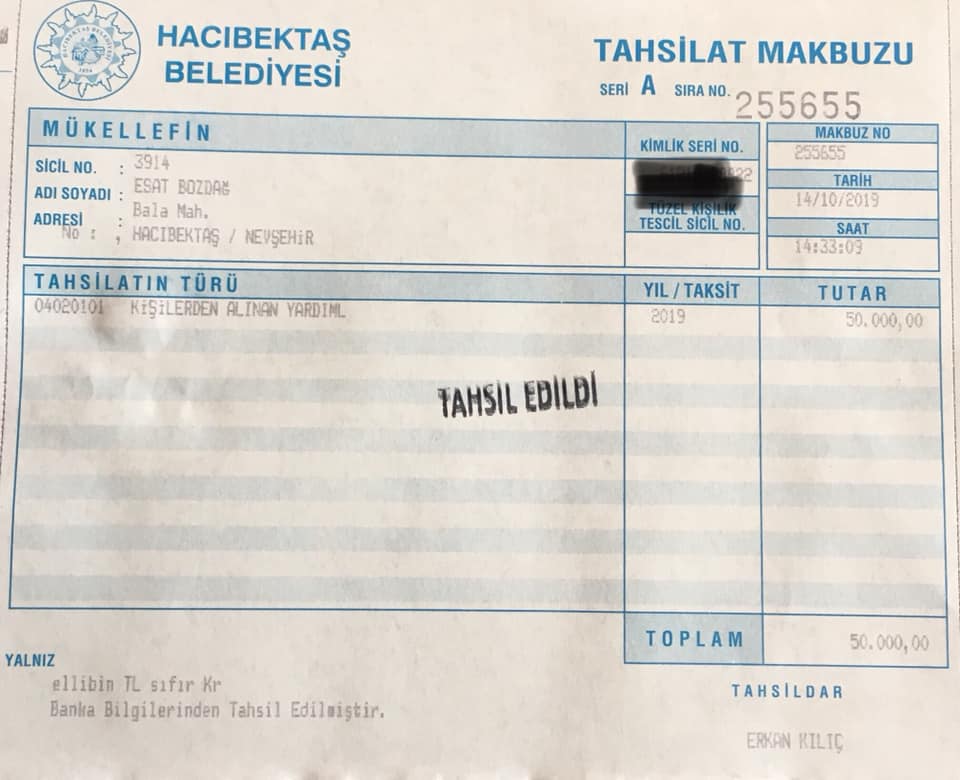 HACIBEKTAŞ
BELEDİYESİ
HACIBEKTAŞ BELEDİYESİ
TAHSİLAT MAKBUZU
SERİ A SIRA NO. 255655
MÜKELLEFİN
SİCİL NO. : 3914
ADI SOYADI : ESAT BOZDAĞ
ADRESİ : Bala Mah.
No : , HACIBEKTAŞ / NEVŞEHİR
KİMLİK SERİ NO.
TÜZEL KİŞİLİK
TESCİL SİCİL NO.
MAKBUZ NO
255655
TARİH
14/10/2019
SAAT
14:33:09
TAHSİLATIN TÜRÜ YIL / TAKSİT TUTAR
04020101 KİŞİLERDEN ALINAN YARDIML 2019 50.000,00
TAHSİL EDİLDİ
TOPLAM 50.000,00
YALNIZ
ellibin TL sıfır Kr
Banka Bilgilerinden Tahsil Edilmiştir.
TAHSİLDAR
ERKAN KILIÇ